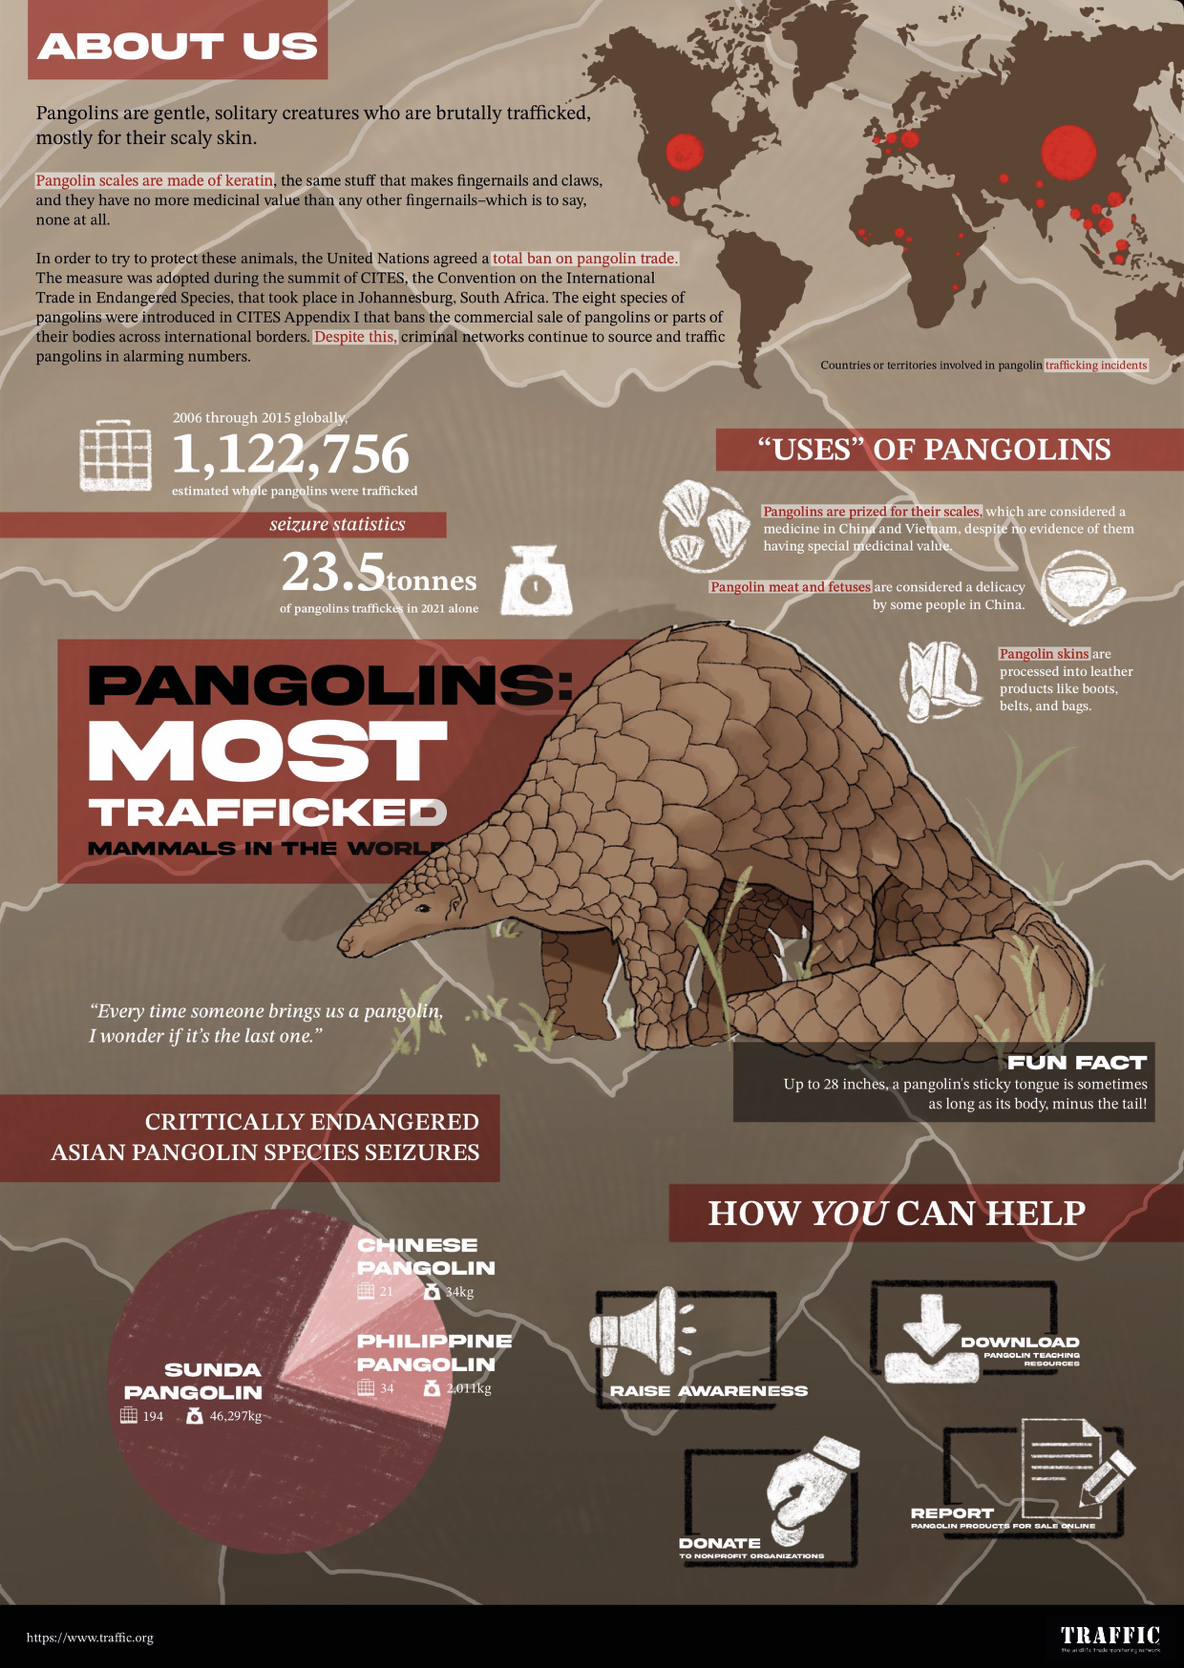 ABOUT US
Pangolins are gentle, solitary creatures who are brutally trafficked,
mostly for their scaly skin.
Pangolin scales are made of keratin, the same stuff that makes fingernails and claws,
and they have no more medicinal value than any other fingernails–which is to say,
none at all.
In order to try to protect these animals, the United Nations agreed a total ban on pangolin trade.
The measure was adopted during the summit of CITES, the Convention on the International
Trade in Endangered Species, that took place in Johannesburg, South Africa. The eight species of
pangolins were introduced in CITES Appendix I that bans the commercial sale of pangolins or parts of
their bodies across international borders. Despite this, criminal networks continue to source and traffic
pangolins in alarming numbers.
Countries or territories involved in pangolin trafficking incidents
2006 through 2015 globally,
1,122,756
estimated whole pangolins were trafficked
seizure statistics
23.5tonnes
of pangolins traffickes in 2021 alone
“USES” OF PANGOLINS
Pangolins are prized for their scales, which are considered a
medicine in China and Vietnam, despite no evidence of them
having special medicinal value.
Pangolin meat and fetuses are considered a delicacy
by some people in China.
Pangolin skins are
processed into leather
products like boots,
belts, and bags.
PANGOLINS:
MOST
TRAFFICKED
MAMMALS IN THE WORLD
“Every time someone brings us a pangolin,
I wonder if it’s the last one.”
FUN FACT
Up to 28 inches, a pangolin's sticky tongue is sometimes
as long as its body, minus the tail!
CRITTICALLY ENDANGERED
ASIAN PANGOLIN SPECIES SEIZURES
CHINESE
PANGOLIN
21 34kg
PHILIPPINE
PANGOLIN
34 2,011kg
SUNDA
PANGOLIN
194 46,297kg
HOW YOU CAN HELP
RAISE AWARENESS
DOWNLOAD
PANGOLIN TEACHING
RESOURCES
DONATE
TO NONPROFIT ORGANIZATIONS
REPORT
PANGOLIN PRODUCTS FOR SALE ONLINE
https://www.traffic.org
TRAFFIC
the wildlife trade monitoring network